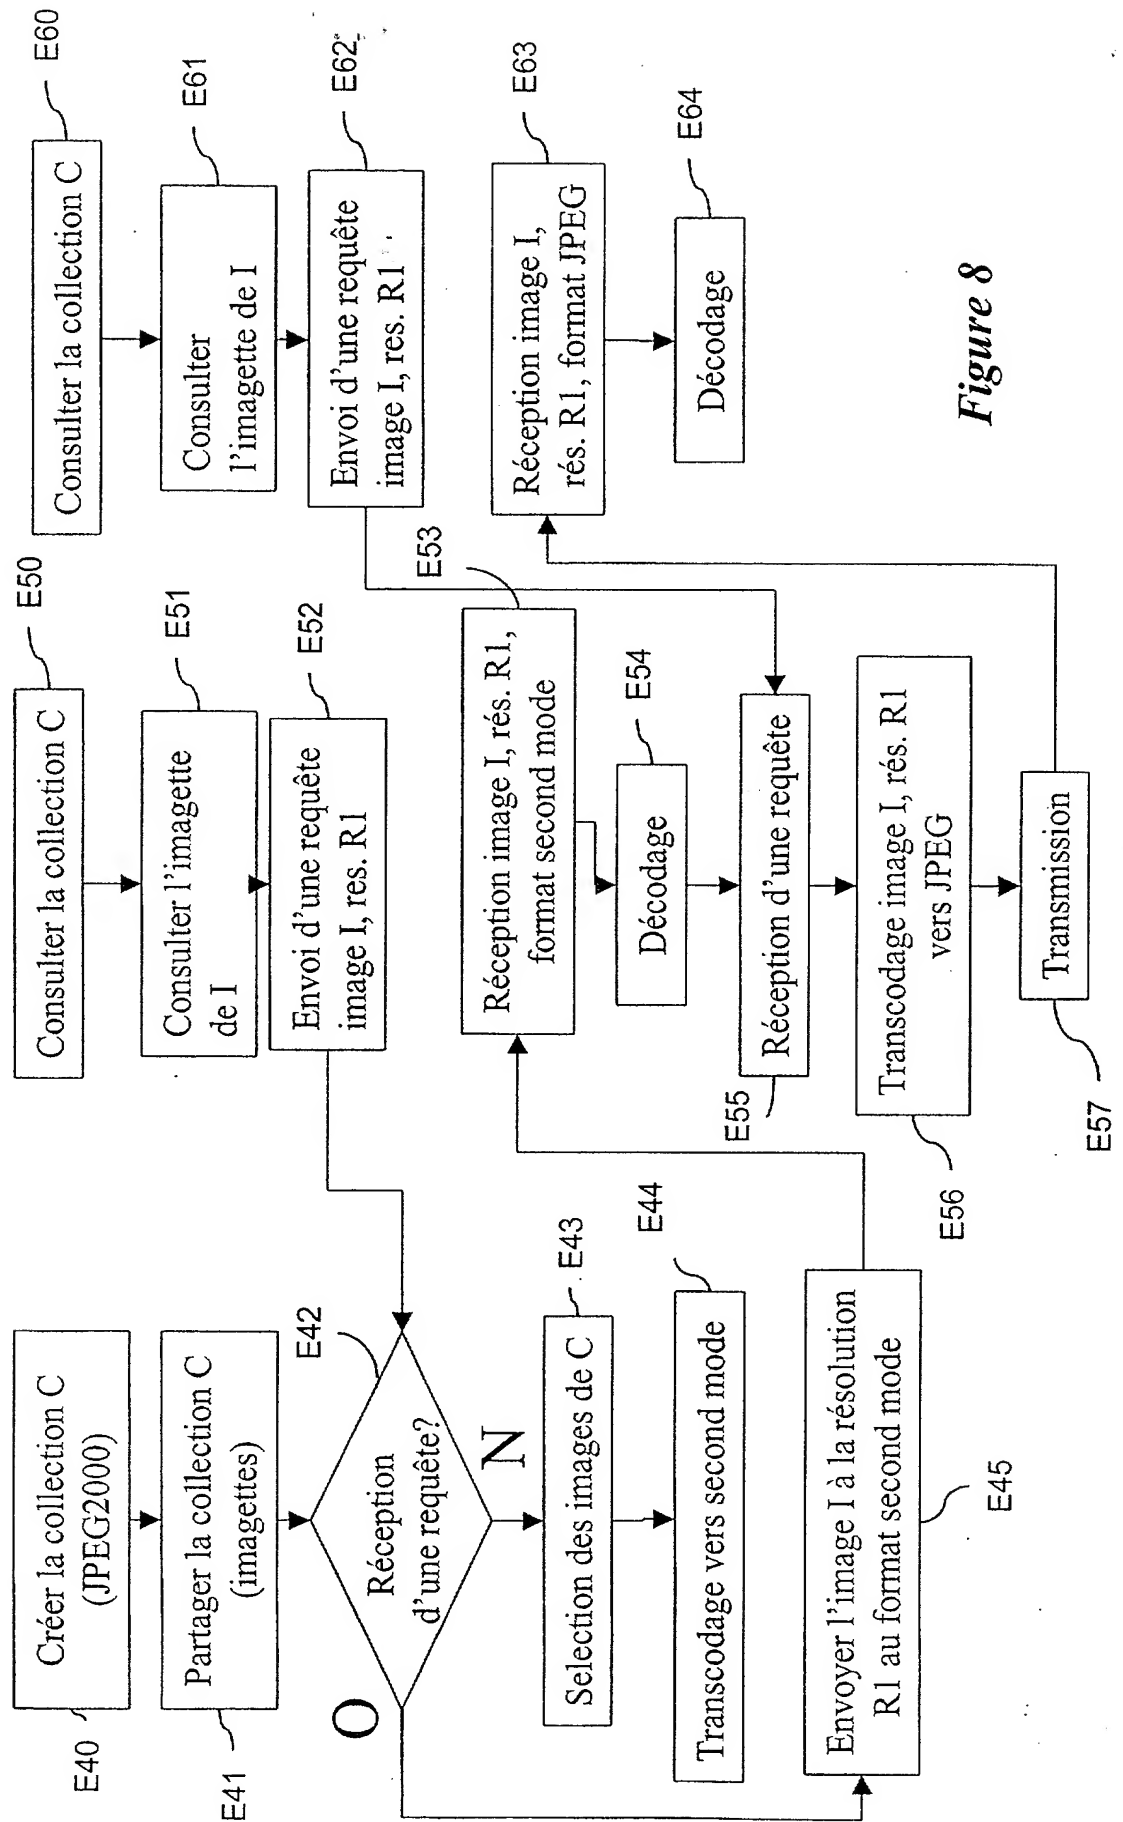 Créer la collection C
(JPEG2000)
E40
Partager la collection C
(imagettes)
E41
Réception
d'une requête?
E42
O
N
Selection des images de C
E43
Transcodage vers second mode
E44
Envoyer l'image I à la résolution
R1 au format second mode
E45
Consulter la collection C
E50
Consulter l'imagette
de I
E51
Envoi d'une requête
image I, res. R1
E52
Réception image I, rés. R1,
format second mode
E53
Décodage
E54
Réception d'une requête
E55
Transcodage image I, rés. R1
vers JPEG
E56
Transmission
E57
Consulter la collection C
E60
Consulter
l'imagette de I
E61
Envoi d'une requête
image I, res. R1
E62
Réception image I,
rés. R1, format JPEG
E63
Décodage
E64
Figure 8